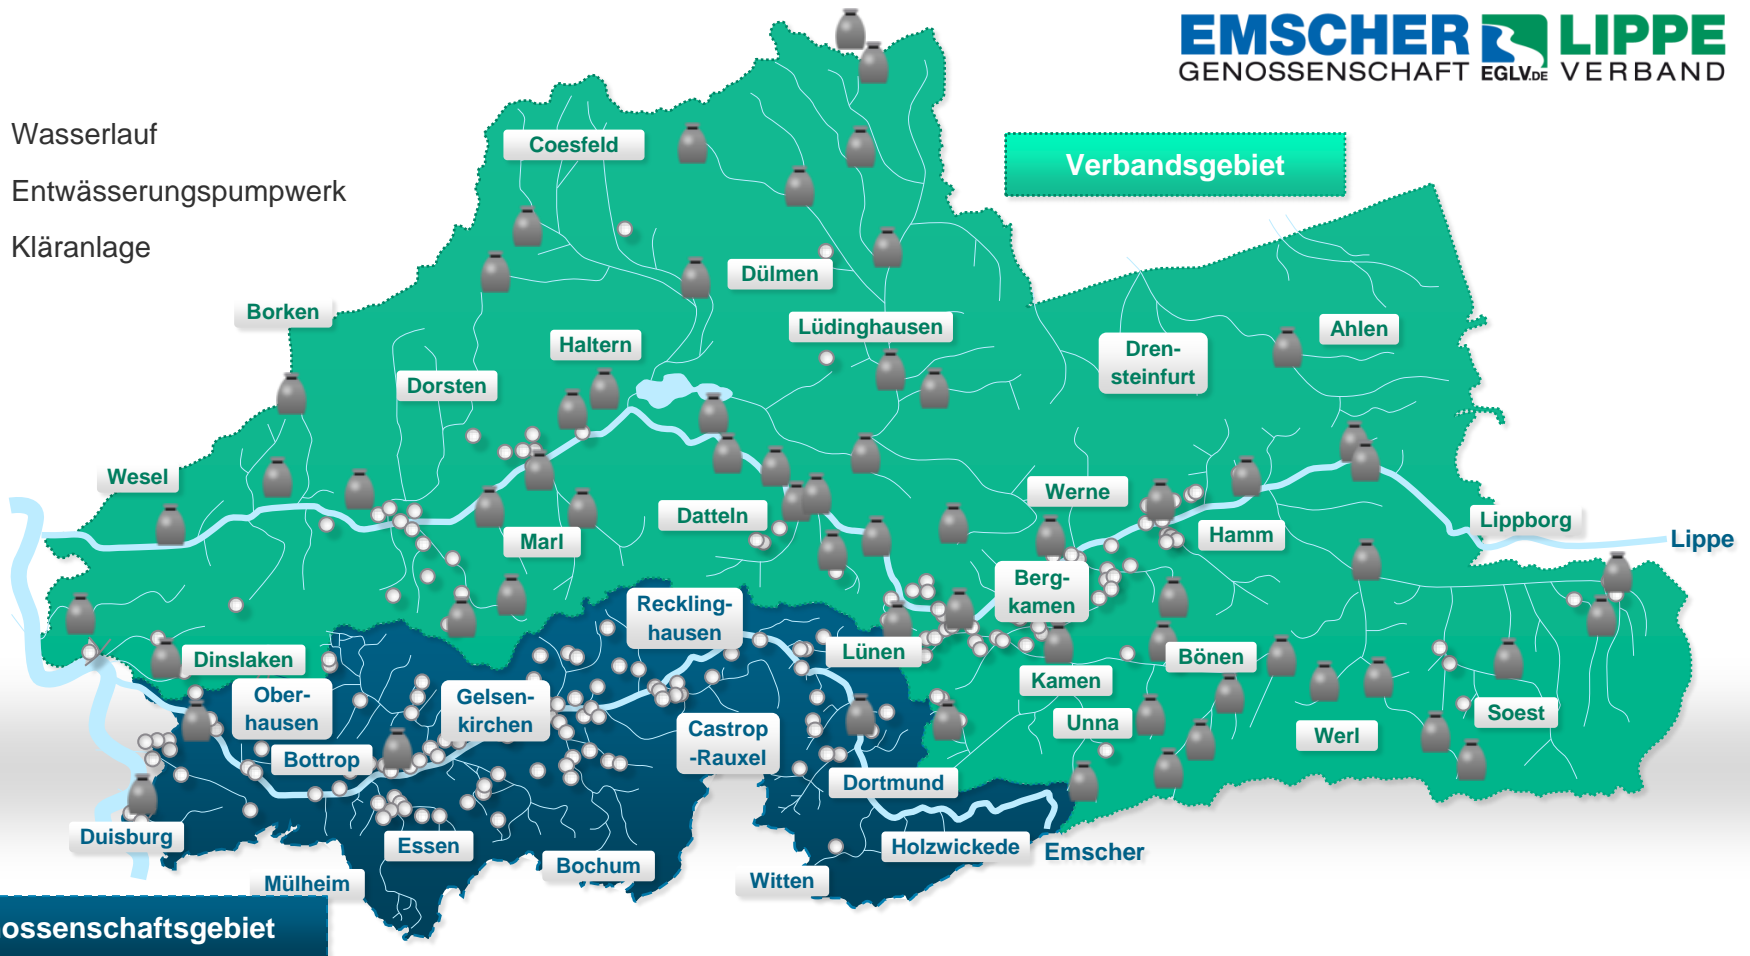 EMSCHER LIPPE
GENOSSENSCHAFT EGLV.DE VERBAND
Wasserlauf
Entwässerungspumpwerk
Kläranlage
Verbandsgebiet
Coesfeld
Dülmen
Borken
Lüdinghausen
Ahlen
Haltern
Dren-
steinfurt
Dorsten
Wesel
Werne
Datteln
Marl
Hamm
Lippborg
Lippe
Berg-
kamen
Reckling-
hausen
Lünen
Dinslaken
Bönen
Kamen
Ober-
hausen
Gelsen-
kirchen
Unna
Soest
Werl
Castrop
-Rauxel
Bottrop
Dortmund
Duisburg
Essen
Holzwickede
Emscher
Bochum
Mülheim
Witten
ossenschaftsgebiet